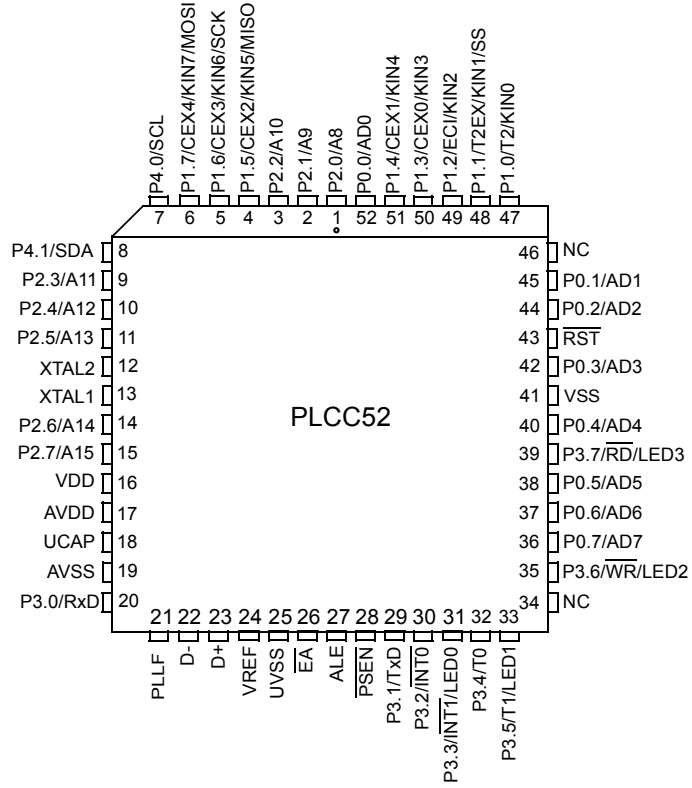 P4.0/SCL
P1.7/CEX4/KIN7/MOSI
P1.6/CEX3/KIN6/SCK
P1.5/CEX2/KIN5/MISO
P2.2/A10
P2.1/A9
P2.0/A8
P0.0/AD0
P1.4/CEX1/KIN4
P1.3/CEX0/KIN3
P1.2/ECI/KIN2
P1.1/T2EX/KIN1/SS
P1.0/T2/KIN0
7 6 5 4 3 2 1 52 51 50 49 48 47
P4.1/SDA 8
P2.3/A11 9
P2.4/A12 10
P2.5/A13 11
XTAL2 12
XTAL1 13
P2.6/A14 14
P2.7/A15 15
VDD 16
AVDD 17
UCAP 18
AVSS 19
P3.0/RxD 20
PLCC52
46 NC
45 P0.1/AD1
44 P0.2/AD2
43 RST
42 P0.3/AD3
41 VSS
40 P0.4/AD4
39 P3.7/RD/LED3
38 P0.5/AD5
37 P0.6/AD6
36 P0.7/AD7
35 P3.6/WR/LED2
34 NC
21 22 23 24 25 26 27 28 29 30 31 32 33
PLLF
D-
D+
VREF
UVSS
EA
ALE
PSEN
P3.1/TxD
P3.2/INT0
P3.3/INT1/LED0
P3.4/T0
P3.5/T1/LED1